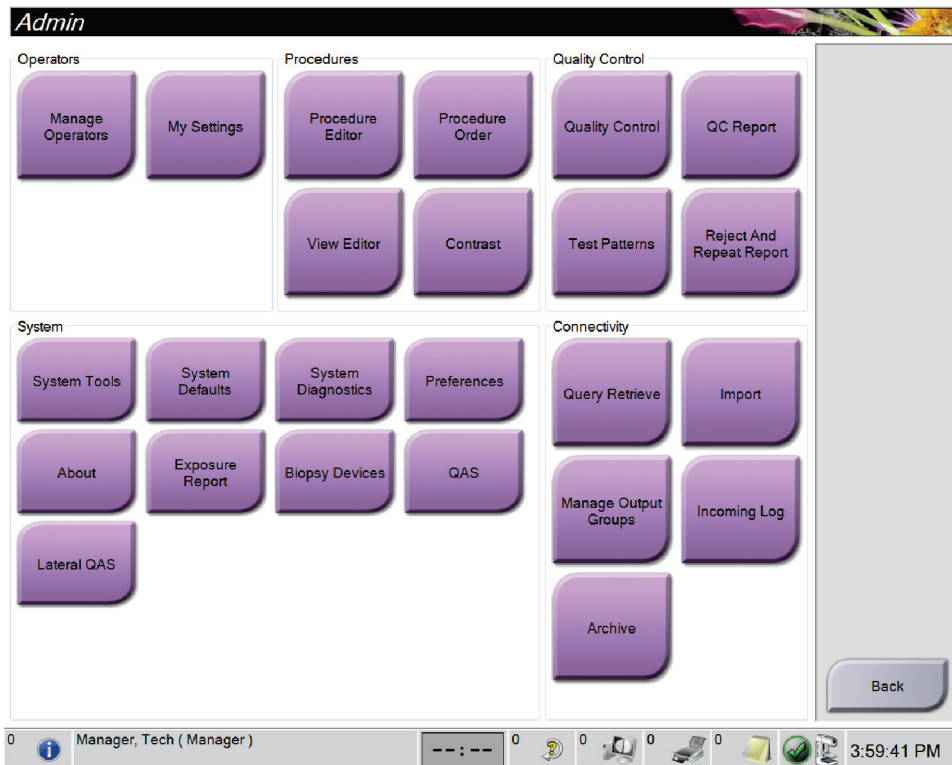 Admin
Operators
Manage
Operators
My Settings
Procedures
Procedure
Editor
Procedure
Order
View Editor
Contrast
Quality Control
Quality Control
QC Report
Test Patterns
Reject And
Repeat Report
System
System Tools
System
Defaults
System
Diagnostics
Preferences
About
Exposure
Report
Biopsy Devices
QAS
Lateral QAS
Connectivity
Query Retrieve
Import
Manage Output
Groups
Incoming Log
Archive
Back
0 Manager, Tech ( Manager ) --:-- 0 0 0 0 3:59:41 PM